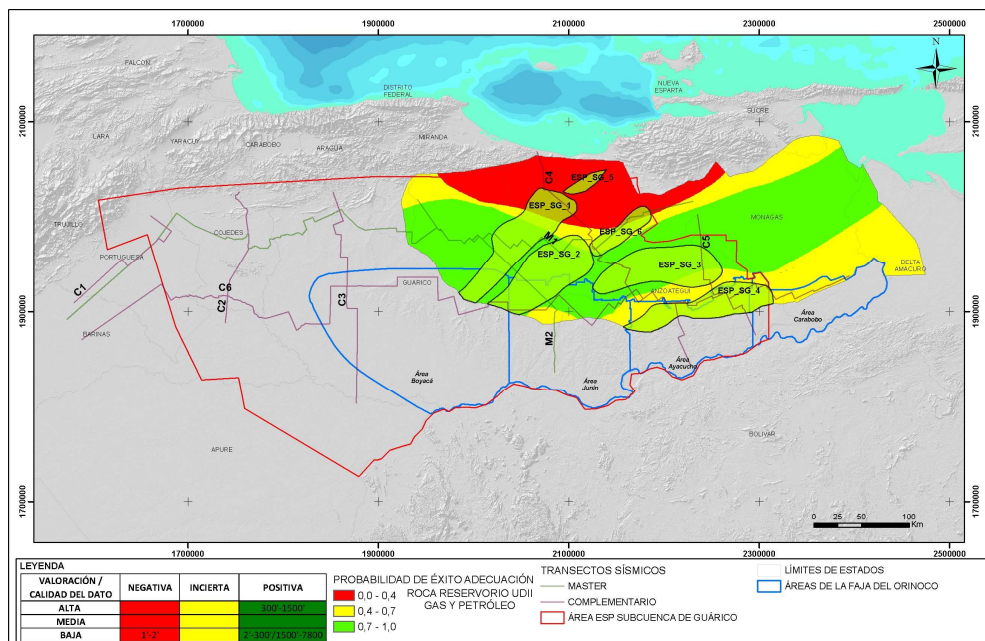 1700000 1900000 2100000 2300000 2500000
N
FALCON
DISTRITO
FEDERAL
NUEVA
ESPARTA
SUCRE
2100000
2100000
LARA
YARACUY
CARABOBO
ARAGUA
MIRANDA
C4
ESP_SG_5
ESP_SG_1
TRUJILLO
COJEDES
M1
ESP_SG_6
MONAGAS
PORTUGUESA
C5
ESP_SG_2
ESP_SG_3
DELTA
AMACURO
C1
C6
C2
C3
GUÁRICO
ANZOATEGUI
ESP_SG_4
1900000
1900000
BARINAS
M2
Área
Carabobo
Área
Boyacá
Área
Junín
Área
Ayacucho
APURE
BOLIVAR
1700000
1700000
0 25 50 100
Km
1700000 1900000 2100000 2300000 2500000
LEYENDA
VALORACIÓN /
CALIDAD DEL DATO
NEGATIVA
INCIERTA
POSITIVA
ALTA 300'-1500'
MEDIA
BAJA 1'-2' 2'-300'/1500'-7800
PROBABILIDAD DE ÉXITO ADECUACIÓN
ROCA RESERVORIO UDII
GAS Y PETRÓLEO
0,0 - 0,4
0,4 - 0,7
0,7 - 1,0
TRANSECTOS SÍSMICOS
MASTER
COMPLEMENTARIO
ÁREA ESP SUBCUENCA DE GUÁRICO
LÍMITES DE ESTADOS
ÁREAS DE LA FAJA DEL ORINOCO